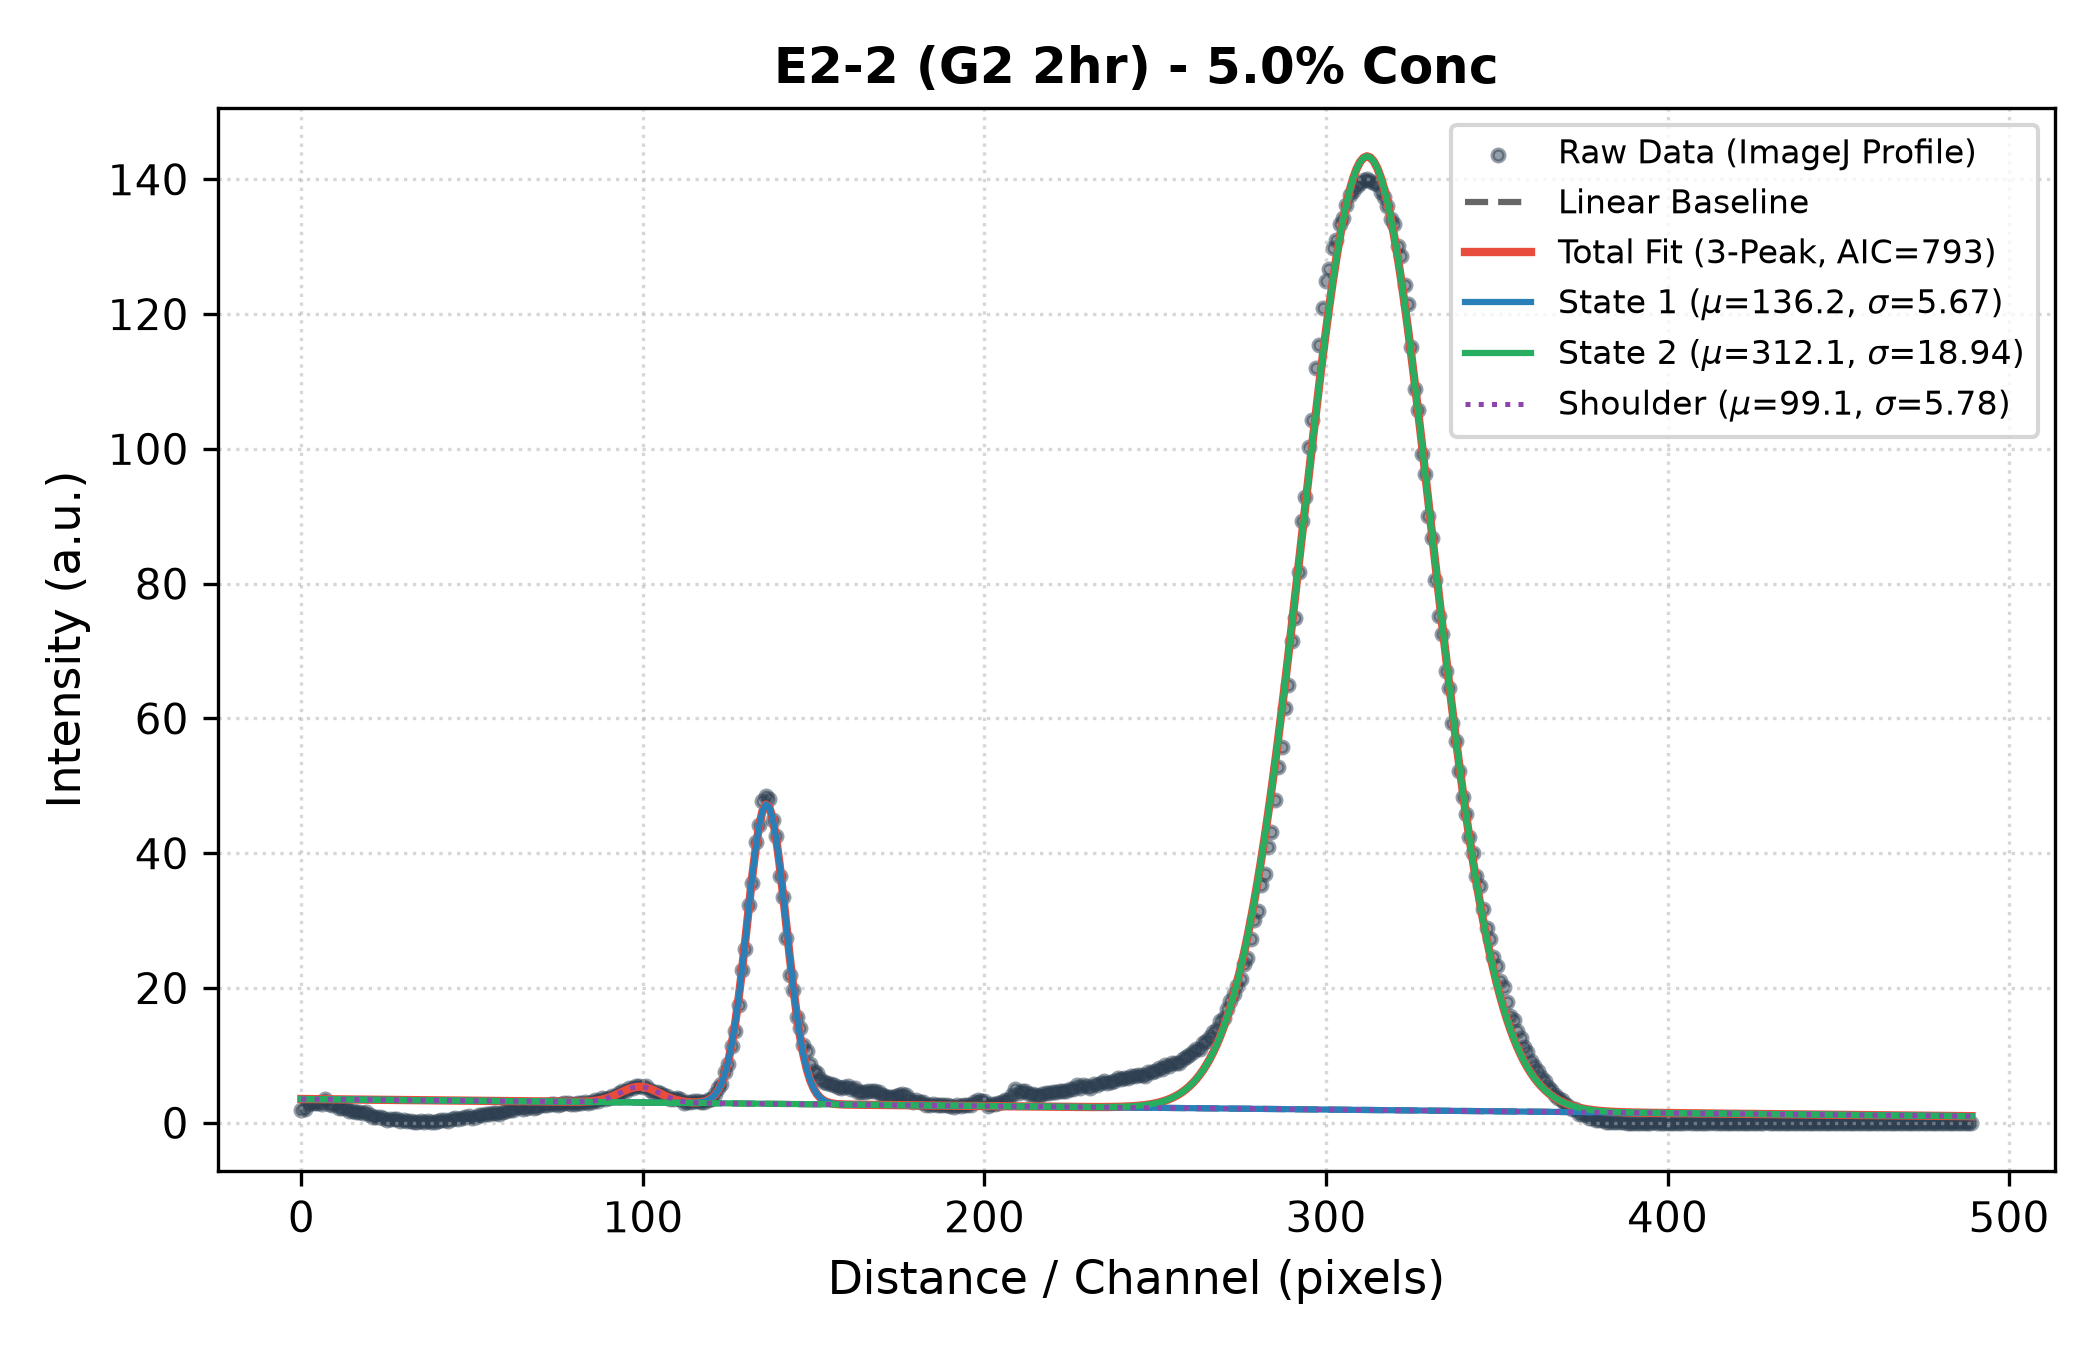 E2-2 (G2 2hr) - 5.0% Conc
Raw Data (ImageJ Profile)
Linear Baseline
Total Fit (3-Peak, AIC=793)
State 1 (μ=136.2, σ=5.67)
State 2 (μ=312.1, σ=18.94)
Shoulder (μ=99.1, σ=5.78)
Intensity (a.u.)
140
120
100
80
60
40
20
0
0 100 200 300 400 500
Distance / Channel (pixels)